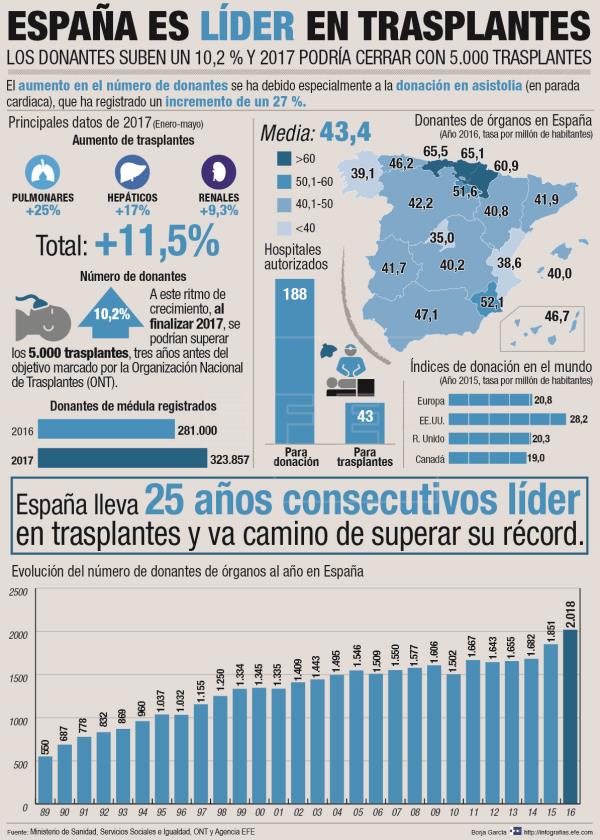 ESPAÑA ES LÍDER EN TRASPLANTES
LOS DONANTES SUBEN UN 10,2 % Y 2017 PODRÍA CERRAR CON 5.000 TRASPLANTES
El aumento en el número de donantes se ha debido especialmente a la donación en asistolia (en parada
cardiaca), que ha registrado un incremento de un 27 %.
Principales datos de 2017 (Enero-mayo)
Aumento de trasplantes
PULMONARES
+25%
HEPÁTICOS
+17%
RENALES
+9,3%
Total: +11,5%
Número de donantes
10,2%
A este ritmo de
crecimiento, al
finalizar 2017, se
podrían superar
los 5.000 trasplantes, tres años antes del
objetivo marcado por la Organización Nacional
de Trasplantes (ONT).
Donantes de médula registrados
2016
281.000
2017
323.857
Media: 43,4
>60
50,1-60
40,1-50
<40
Donantes de órganos en España
(Año 2016, tasa por millón de habitantes)
39,1
46,2
65,5
65,1
60,9
51,6
42,2
40,8
41,9
35,0
41,7
40,2
38,6
40,0
47,1
52,1
46,7
Hospitales
autorizados
188
Para
donación
43
Para
trasplantes
Índices de donación en el mundo
(Año 2015, tasa por millón de habitantes)
Europa 20,8
EE.UU. 28,2
R. Unido 20,3
Canadá 19,0
España lleva 25 años consecutivos líder
en trasplantes y va camino de superar su récord.
Evolución del número de donantes de órganos al año en España
2500
2000
1500
1000
500
0
550
687
778
832
869
960
1.037
1.032
1.155
1.250
1.334
1.345
1.335
1.409
1.443
1.495
1.546
1.509
1.550
1.577
1.606
1.502
1.667
1.643
1.655
1.682
1.851
2.018
89 90 91 92 93 94 95 96 97 98 99 00 01 02 03 04 05 06 07 08 09 10 11 12 13 14 15 16
Fuente: Ministerio de Sanidad, Servicios Sociales e Igualdad, ONT y Agencia EFE
Borja García
http://infografias.efe.com